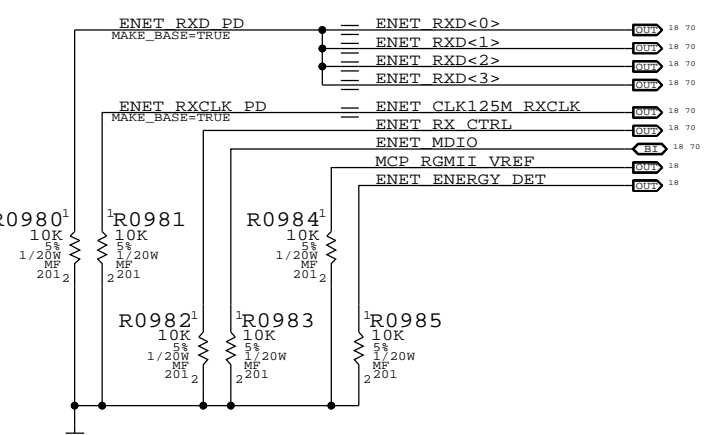 ENET_RXD_PD
MAKE_BASE=TRUE
ENET_RXD<0>
OUT 18 70
ENET_RXD<1>
OUT 18 70
ENET_RXD<2>
OUT 18 70
ENET_RXD<3>
OUT 18 70
ENET_RXCLK_PD
MAKE_BASE=TRUE
ENET_CLK125M_RXCLK
OUT 18 70
ENET_RX_CTRL
OUT 18 70
ENET_MDIO
BI 18 70
MCP_RGMII_VREF
OUT 18
ENET_ENERGY_DET
OUT 18
R0980 1
10K
5%
1/20W
MF
201 2
1 R0981
10K
5%
1/20W
MF
2 201
R0984 1
10K
5%
1/20W
MF
201 2
R0982 1
10K
5%
1/20W
MF
201 2
1 R0983
10K
5%
1/20W
MF
2 201
1 R0985
10K
5%
1/20W
MF
2 201